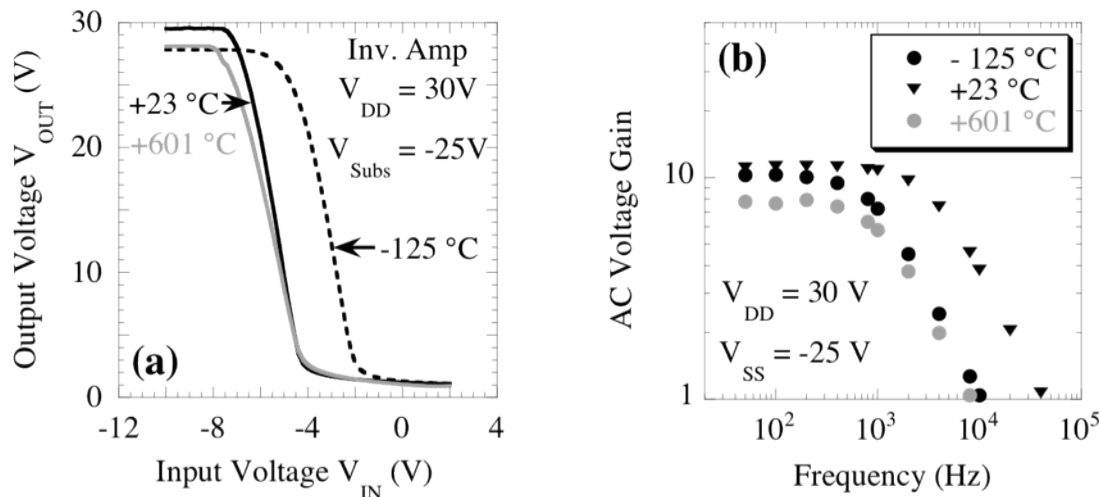 30
20
10
0
-12
-8
-4
0
4
Output Voltage V_OUT (V)
Input Voltage V_IN (V)
Inv. Amp
V_DD = 30V
V_Subs = -25V
+23 °C
+601 °C
-125 °C
(a)
(b)
- 125 °C
+23 °C
+601 °C
10
1
10^2
10^3
10^4
10^5
AC Voltage Gain
V_DD = 30 V
V_SS = -25 V
Frequency (Hz)